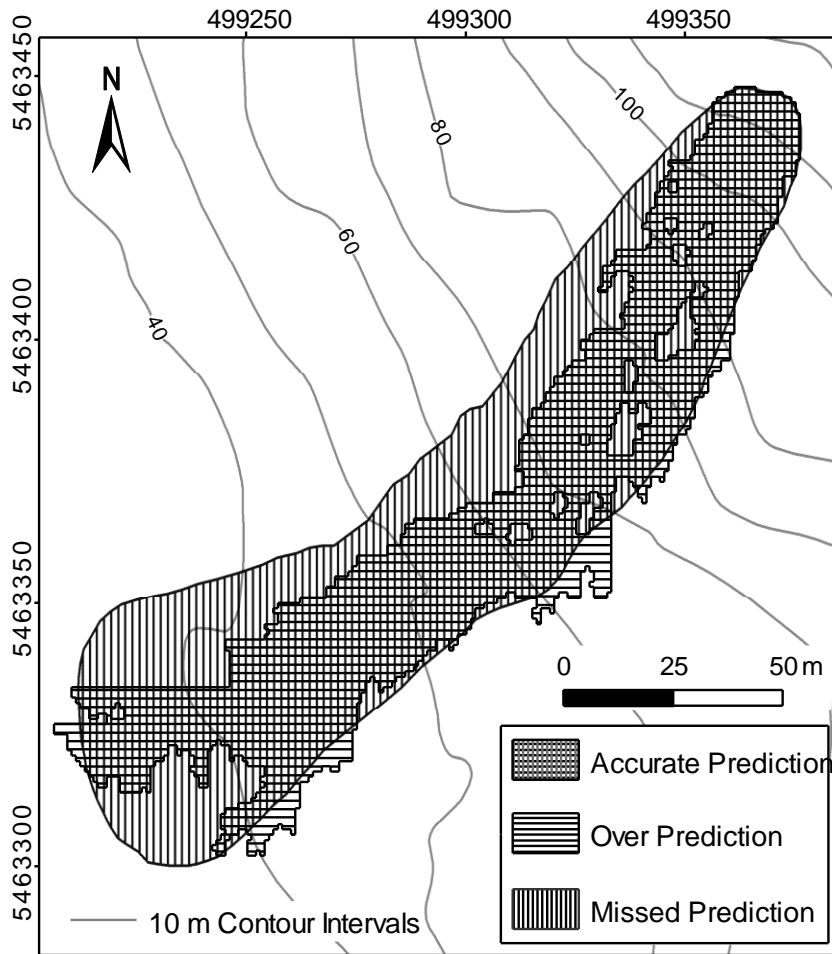 499250 499300 499350
5463450
5463400
5463350
5463300
N
100
80
60
40
0 25 50 m
Accurate Prediction
Over Prediction
Missed Prediction
10 m Contour Intervals